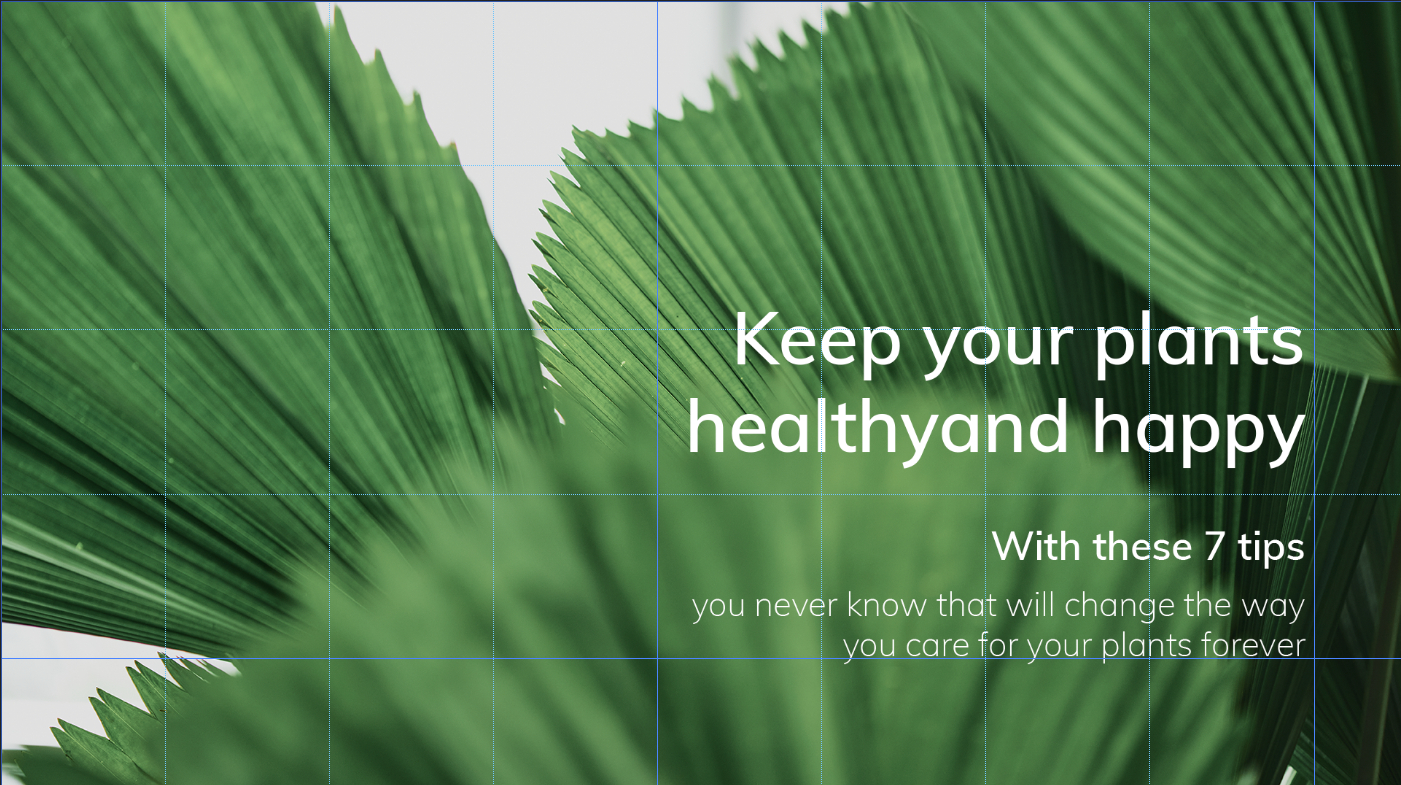 Keep your plants
healthyand happy
With these 7 tips
you never know that will change the way
you care for your plants forever